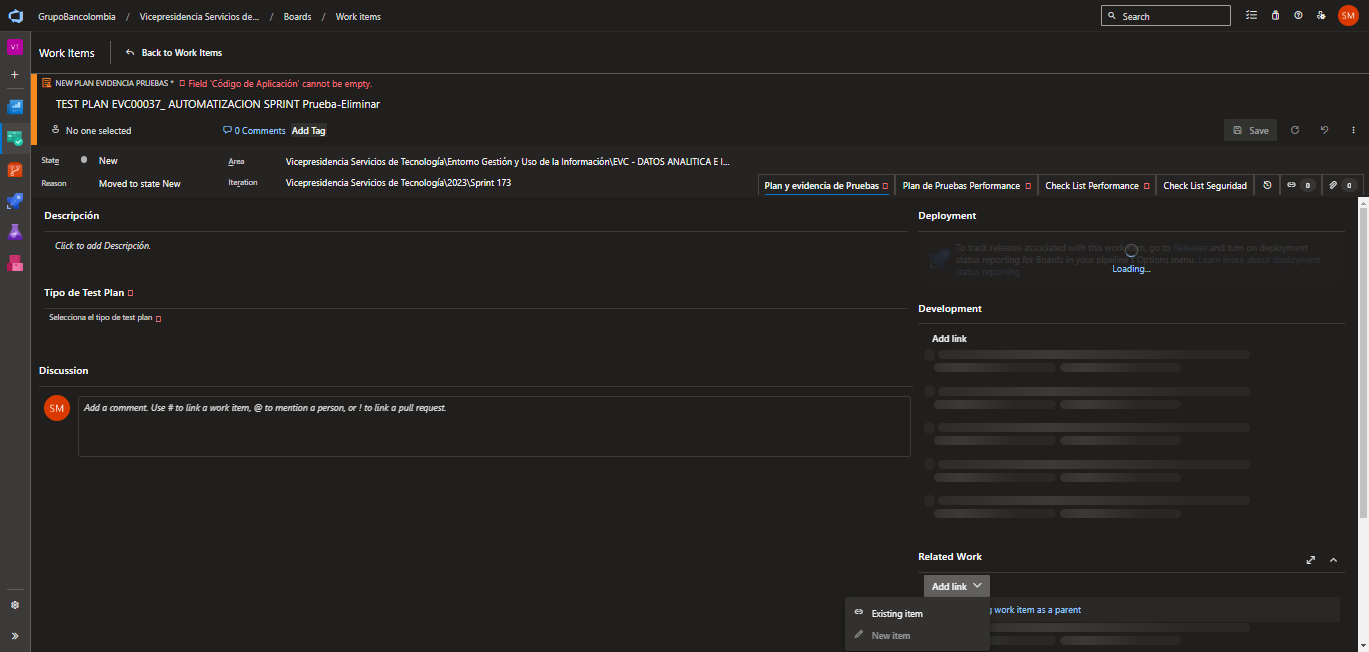 GrupoBancolombia / Vicepresidencia Servicios de... / Boards / Work items
Search
SM
VT
Work Items
Back to Work Items
NEW PLAN EVIDENCIA PRUEBAS * Field 'Código de Aplicación' cannot be empty.
TEST PLAN EVC00037_ AUTOMATIZACION SPRINT Prueba-Eliminar
No one selected
0 Comments
Add Tag
Save
State
New
Area
Vicepresidencia Servicios de Tecnología\Entorno Gestión y Uso de la Información\EVC - DATOS ANALITICA E I...
Reason
Moved to state New
Iteration
Vicepresidencia Servicios de Tecnología\2023\Sprint 173
Plan y evidencia de Pruebas
Plan de Pruebas Performance
Check List Performance
Check List Seguridad
0
0
Descripción
Click to add Descripción.
Tipo de Test Plan
Selecciona el tipo de test plan
Discussion
SM
Add a comment. Use # to link a work item, @ to mention a person, or ! to link a pull request.
Deployment
To track releases associated with this work item, go to Releases and turn on deployment
status reporting for Boards in your pipeline's Options menu. Learn more about deployment
status reporting
Loading...
Development
Add link
Related Work
Add link
work item as a parent
Existing item
New item